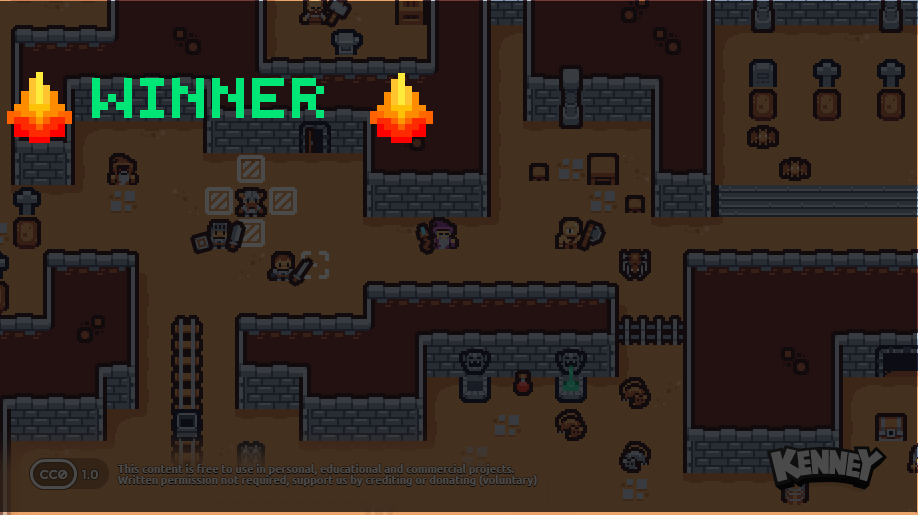 WINNER
CC0 1.0
This content is free to use in personal, educational and commercial projects.
Written permission not required, support us by crediting or donating (voluntary)
KENNEY